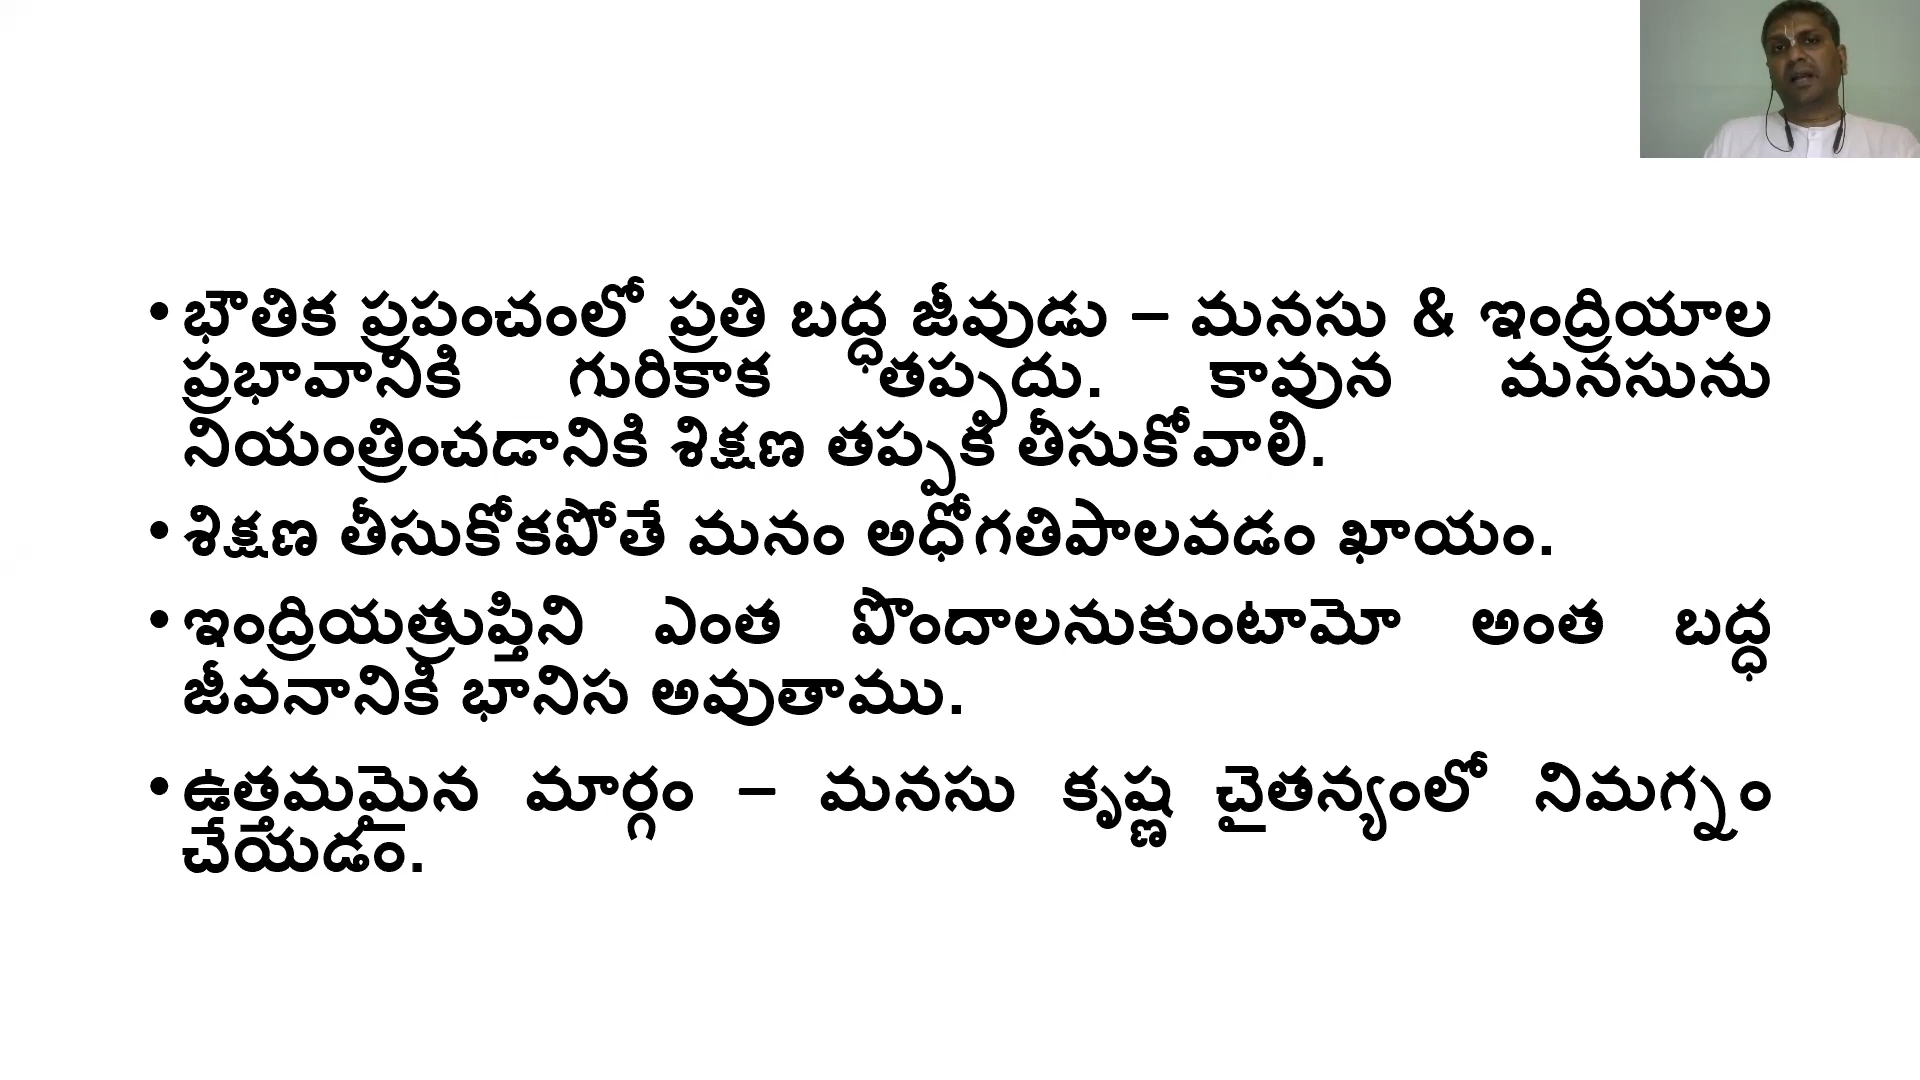 • భౌతిక ప్రపంచంలో ప్రతి బద్ధ జీవుడు – మనసు & ఇంద్రియాల
ప్రభావానికి గురికాక తప్పదు. కావున మనసును
నియంత్రించడానికి శిక్షణ తప్పక తీసుకోవాలి.
• శిక్షణ తీసుకోకపోతే మనం అధోగతిపాలవడం ఖాయం.
• ఇంద్రియత్రుప్తిని ఎంత పొందాలనుకుంటామో అంత బద్ధ
జీవనానికి భానిస అవుతాము.
• ఉత్తమమైన మార్గం – మనసు కృష్ణ చైతన్యంలో నిమగ్నం
చేయడం.